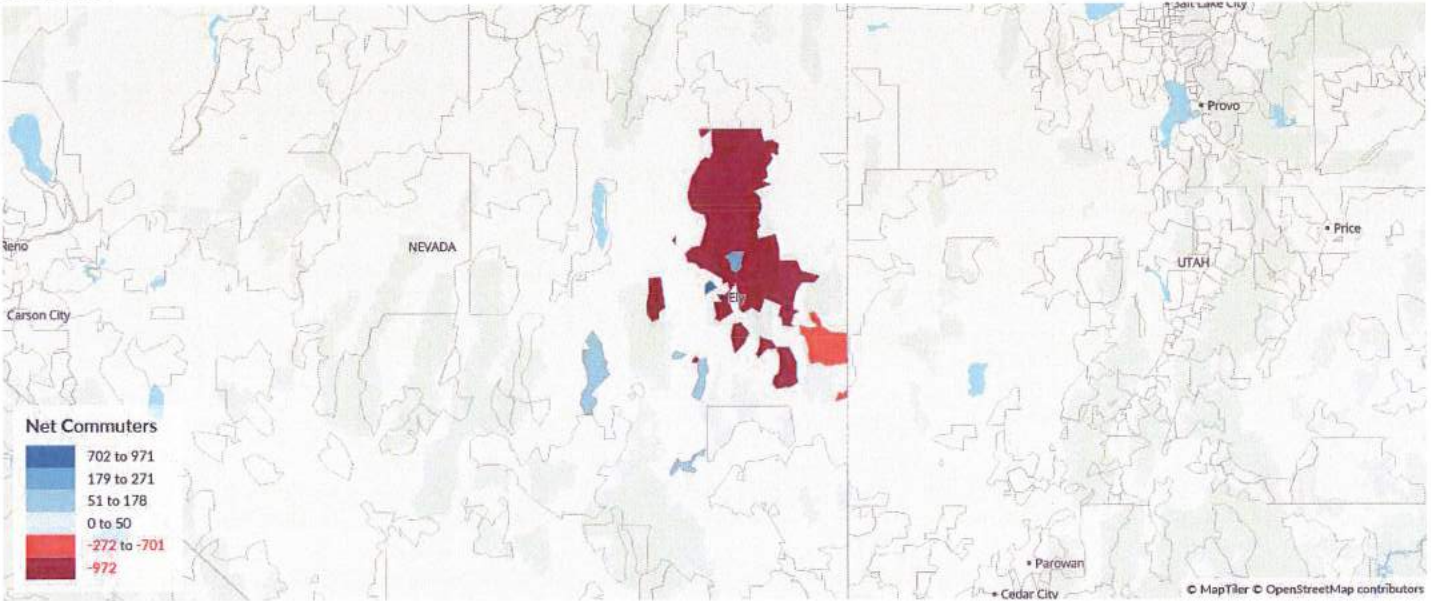 Salt Lake City
• Provo
Reno
NEVADA
• Price
UTAH
Ely
Carson City
Net Commuters
702 to 971
179 to 271
51 to 178
0 to 50
-272 to -701
-972
• Parowan
• Cedar City
© MapTiler © OpenStreetMap contributors